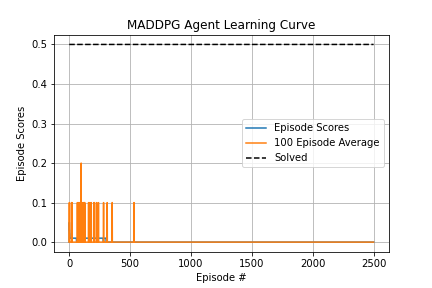 MADDPG Agent Learning Curve
Episode Scores
0.5
0.4
0.3
0.2
0.1
0.0
Episode Scores
100 Episode Average
Solved
0 500 1000 1500 2000 2500
Episode #